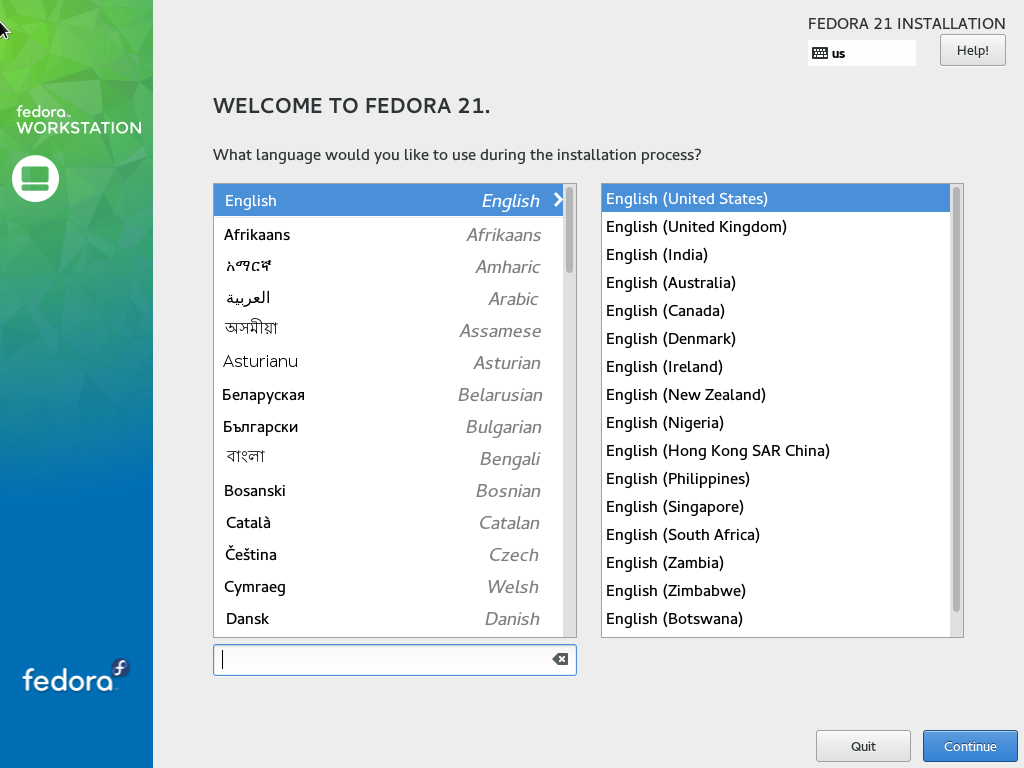 FEDORA 21 INSTALLATION
us
Help!
fedora
WORKSTATION
WELCOME TO FEDORA 21.
What language would you like to use during the installation process?
English English
Afrikaans Afrikaans
አማርኛ Amharic
العربية Arabic
অসমীয়া Assamese
Asturianu Asturian
Беларуская Belarusian
Български Bulgarian
বাংলা Bengali
Bosanski Bosnian
Català Catalan
Čeština Czech
Cymraeg Welsh
Dansk Danish
English (United States)
English (United Kingdom)
English (India)
English (Australia)
English (Canada)
English (Denmark)
English (Ireland)
English (New Zealand)
English (Nigeria)
English (Hong Kong SAR China)
English (Philippines)
English (Singapore)
English (South Africa)
English (Zambia)
English (Zimbabwe)
English (Botswana)
fedora
Quit
Continue